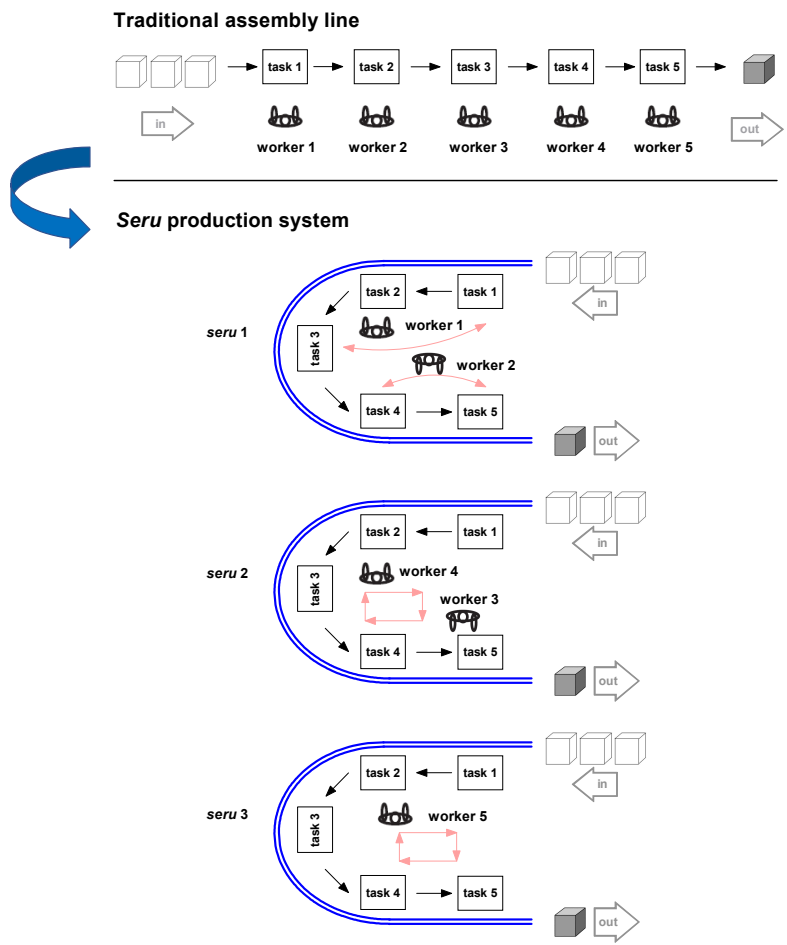 Traditional assembly line
task 1 task 2 task 3 task 4 task 5
in
out
worker 1 worker 2 worker 3 worker 4 worker 5
Seru production system
task 2 task 1
in
seru 1
task 3
worker 1
worker 2
task 4 task 5
out
task 2 task 1
in
seru 2
task 3
worker 4
worker 3
task 4 task 5
out
task 2 task 1
in
seru 3
task 3
worker 5
task 4 task 5
out